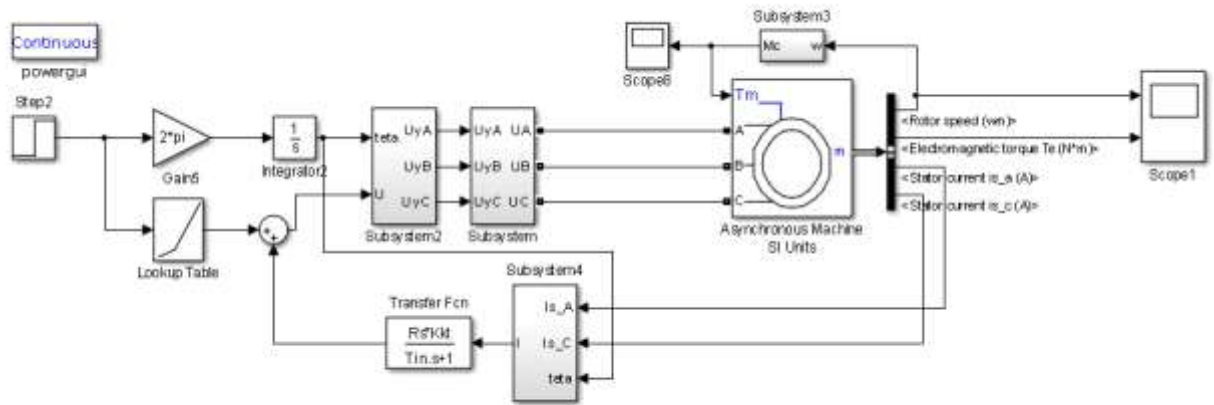 Continuous
powergui
Step2
2*pi
Gain5
1
s
Integrator2
Lookup Table
teta
U
UyA
UyB
UyC
Subsystem2
UyA
UyB
UyC
UA
UB
UC
Subsystem
Scope6
Subsystem3
Mc
w
Tm
A
B
C
m
Asynchronous Machine
SI Units
<Rotor speed (wm)>
<Electromagnetic torque Te (N*m)>
<Stator current is_a (A)>
<Stator current is_c (A)>
Scope1
Subsystem4
Is_A
Is_C
teta
I
Transfer Fcn
Rs*Kkt
Tin.s+1